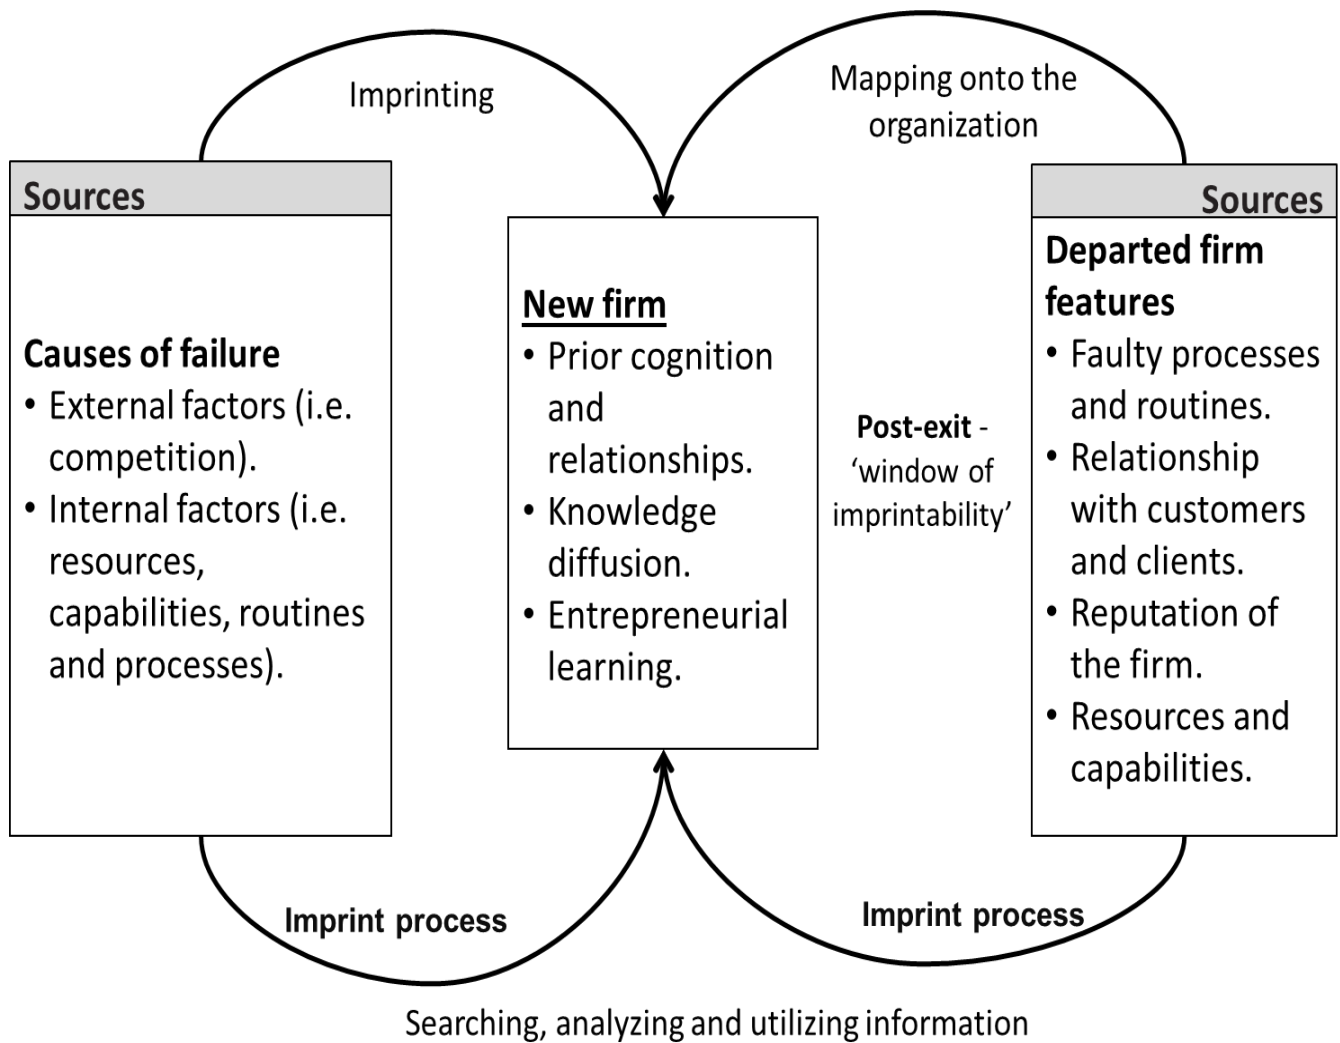 Imprinting
Mapping onto the
organization
Sources
Causes of failure
• External factors (i.e.
competition).
• Internal factors (i.e.
resources,
capabilities, routines
and processes).
New firm
• Prior cognition
and
relationships.
• Knowledge
diffusion.
• Entrepreneurial
learning.
Post-exit -
‘window of
imprintability’
Sources
Departed firm
features
• Faulty processes
and routines.
• Relationship
with customers
and clients.
• Reputation of
the firm.
• Resources and
capabilities.
Imprint process
Imprint process
Searching, analyzing and utilizing information